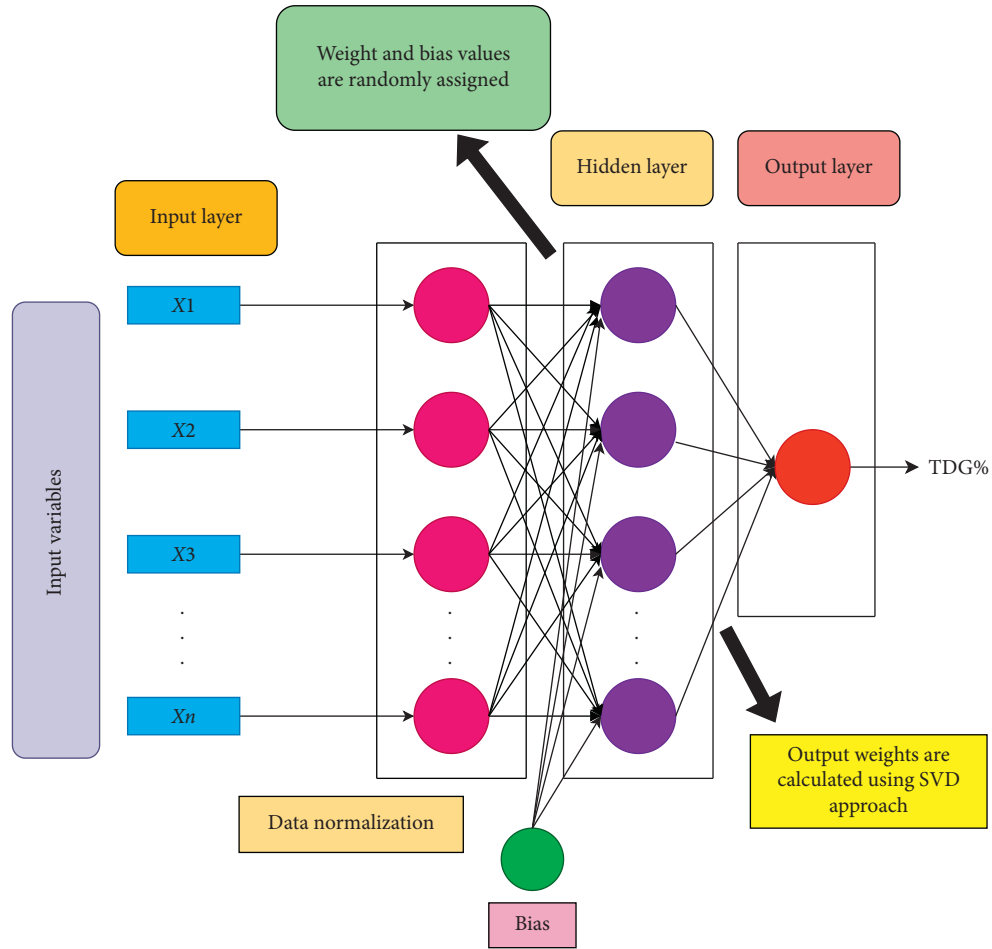 Weight and bias values
are randomly assigned
Hidden layer
Output layer
Input layer
Input variables
X1
X2
X3
. . .
Xn
. . .
. . .
TDG%
Output weights are
calculated using SVD
approach
Data normalization
Bias